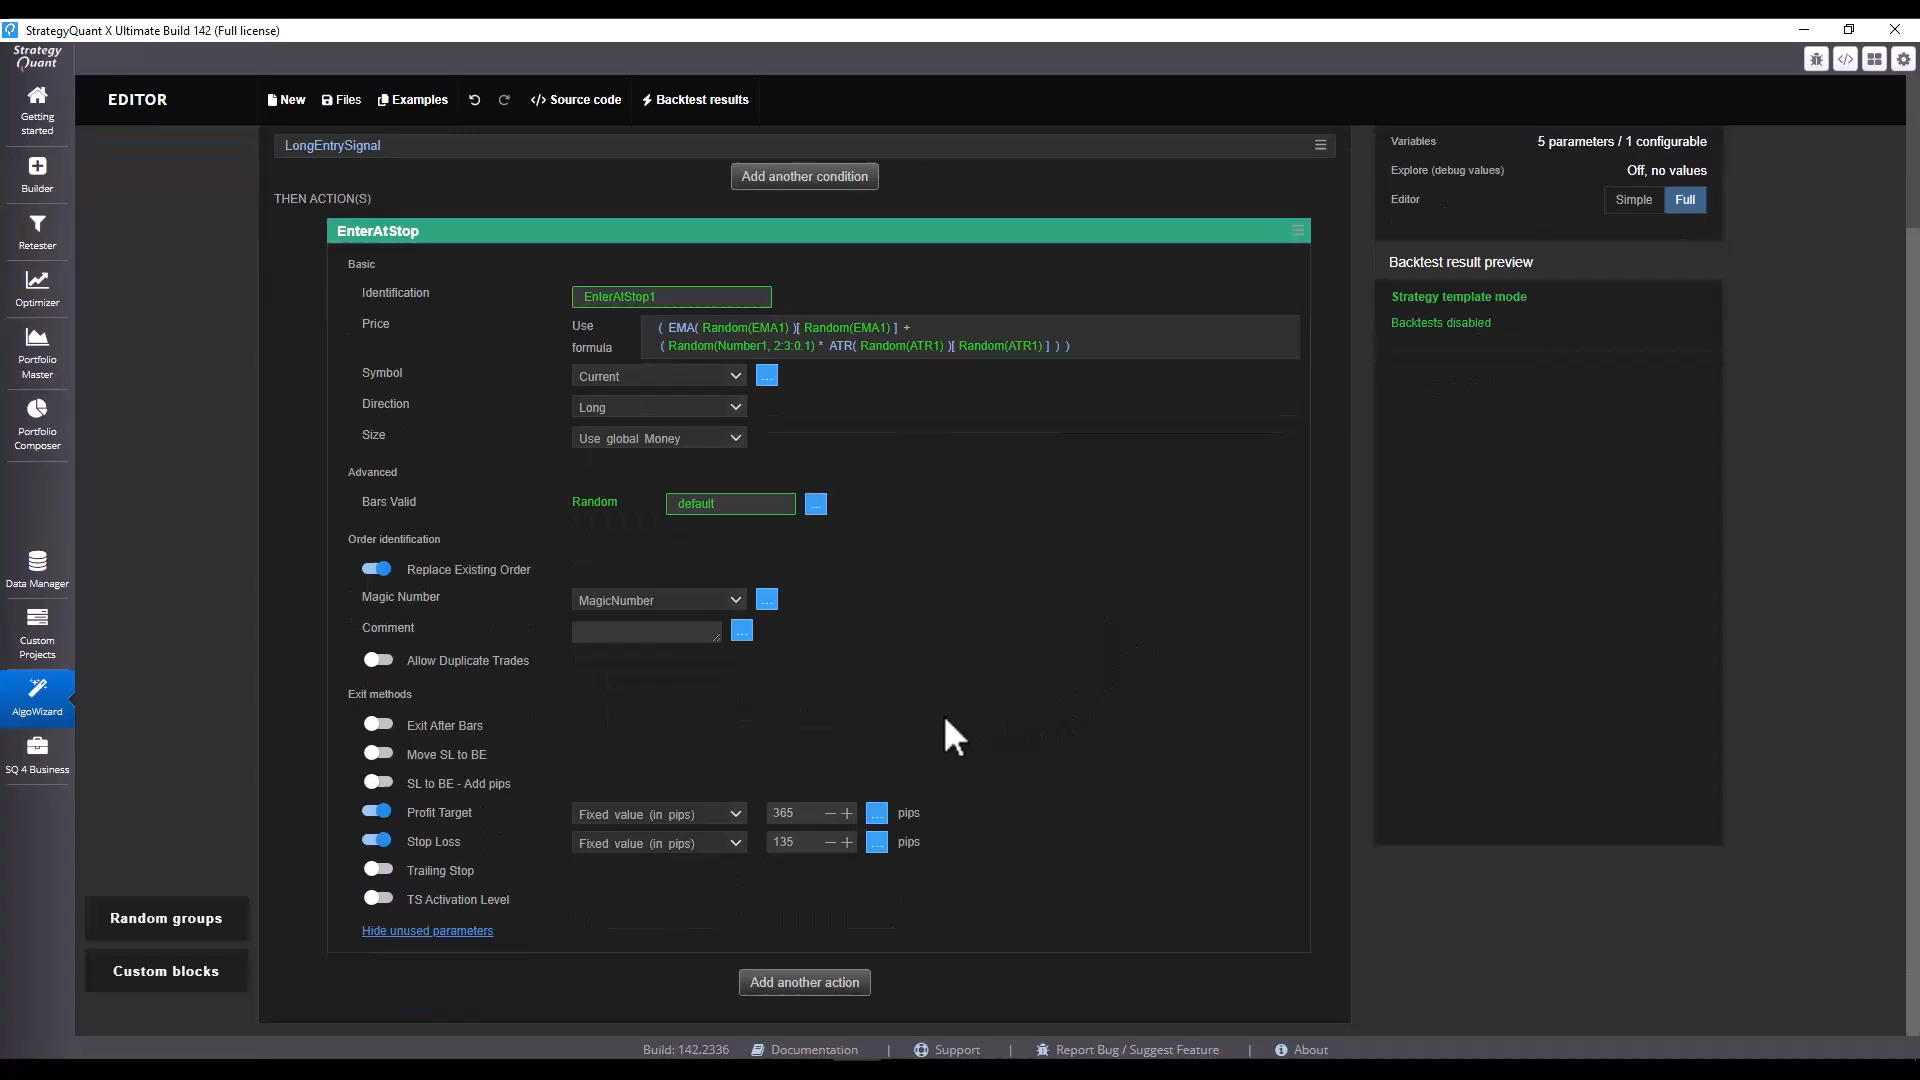 StrategyQuant X Ultimate Build 142 (Full license)
Strategy
Quant
EDITOR
New
Files
Examples
</> Source code
Backtest results
Getting
started
Builder
Retester
Optimizer
Portfolio
Master
Portfolio
Composer
Data Manager
Custom
Projects
AlgoWizard
SQ 4 Business
Random groups
Custom blocks
LongEntrySignal
Add another condition
THEN ACTION(S)
EnterAtStop
Basic
Identification
EnterAtStop1
Price
Use
formula
( EMA( Random(EMA1) )[ Random(EMA1) ] +
( Random(Number1, 2:3:0.1) * ATR( Random(ATR1) )[ Random(ATR1) ] ) )
Symbol
Current
...
Direction
Long
Size
Use global Money
Advanced
Bars Valid
Random
default
...
Order identification
Replace Existing Order
Magic Number
MagicNumber
...
Comment
...
Allow Duplicate Trades
Exit methods
Exit After Bars
Move SL to BE
SL to BE - Add pips
Profit Target
Fixed value (in pips)
365
...
pips
Stop Loss
Fixed value (in pips)
135
...
pips
Trailing Stop
TS Activation Level
Hide unused parameters
Add another action
Variables
5 parameters / 1 configurable
Explore (debug values)
Off, no values
Editor
Simple
Full
Backtest result preview
Strategy template mode
Backtests disabled
Build: 142.2336
Documentation
|
Support
|
Report Bug / Suggest Feature
|
About